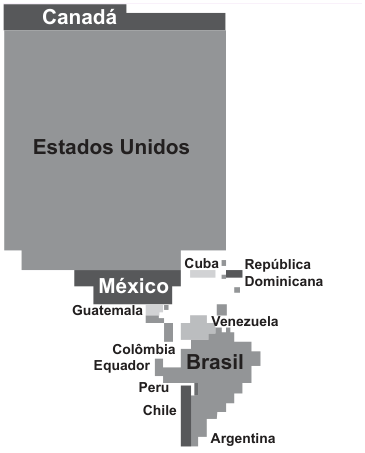 Canadá
Estados Unidos
Cuba
República
Dominicana
México
Guatemala
Venezuela
Colômbia
Equador
Brasil
Peru
Chile
Argentina